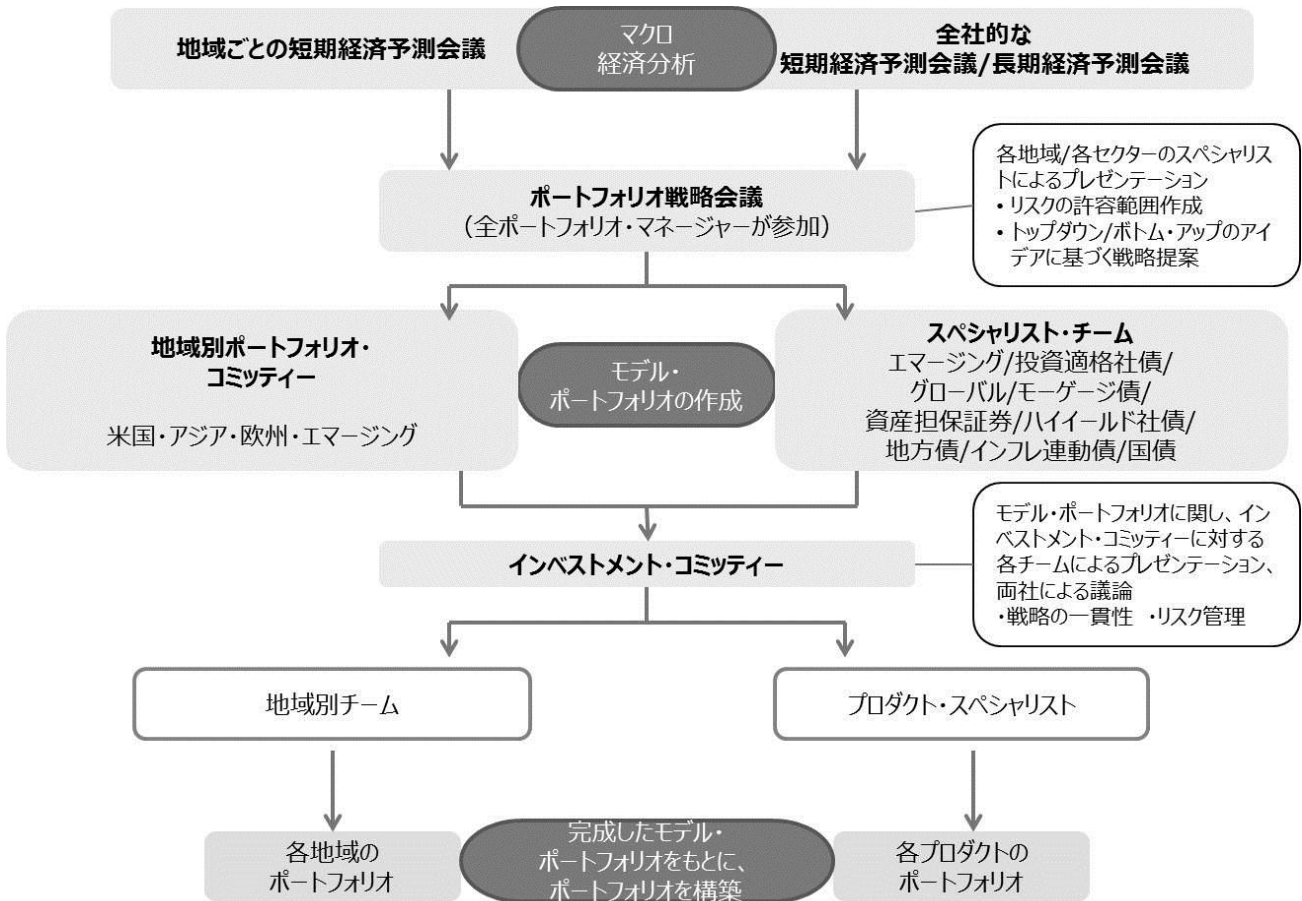 地域ごとの短期経済予測会議
マクロ
経済分析
全社的な
短期経済予測会議/長期経済予測会議
ポートフォリオ戦略会議
（全ポートフォリオ・マネージャーが参加）
各地域/各セクターのスペシャリス
トによるプレゼンテーション
• リスクの許容範囲作成
• トップダウン/ボトム・アップのアイ
デアに基づく戦略提案
地域別ポートフォリオ・
コミッティー
米国・アジア・欧州・エマージング
モデル・
ポートフォリオの作成
スペシャリスト・チーム
エマージング/投資適格社債/
グローバル/モーゲージ債/
資産担保証券/ハイイールド社債/
地方債/インフレ連動債/国債
インベストメント・コミッティー
モデル・ポートフォリオに関し、イン
ベストメント・コミッティーに対する
各チームによるプレゼンテーション、
両社による議論
・戦略の一貫性 ・リスク管理
地域別チーム
プロダクト・スペシャリスト
各地域の
ポートフォリオ
完成したモデル・
ポートフォリオをもとに、
ポートフォリオを構築
各プロダクトの
ポートフォリオ